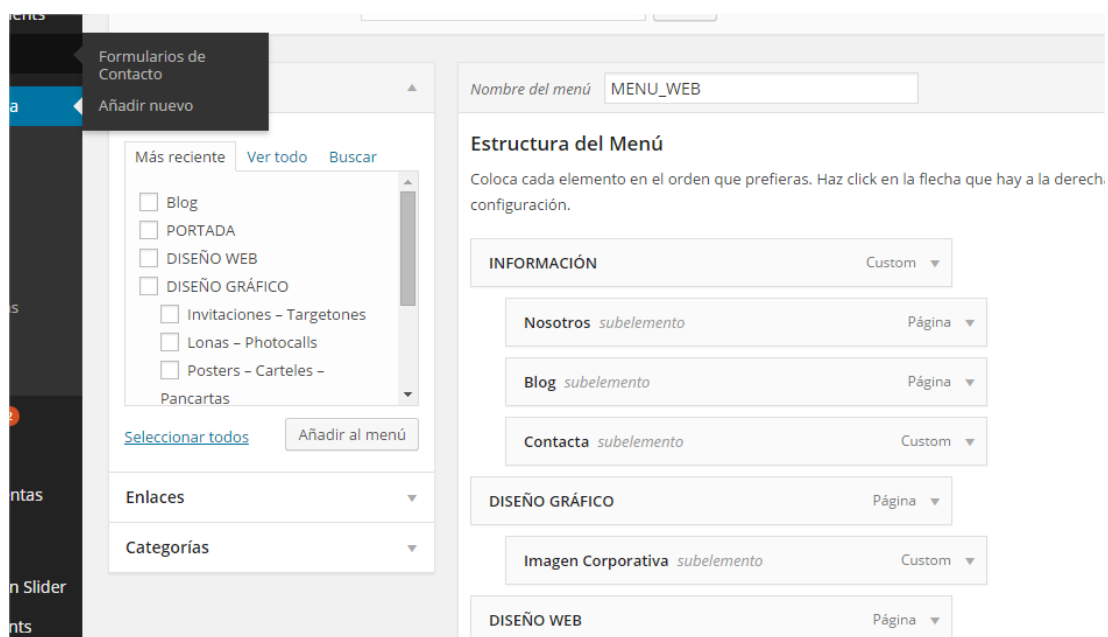 Formularios de
Contacto
Añadir nuevo
Más reciente Ver todo Buscar
Blog
PORTADA
DISEÑO WEB
DISEÑO GRÁFICO
Invitaciones – Targetones
Lonas – Photocalls
Posters – Carteles –
Pancartas
Seleccionar todos Añadir al menú
Enlaces
Categorías
Nombre del menú MENU_WEB
Estructura del Menú
Coloca cada elemento en el orden que prefieras. Haz click en la flecha que hay a la
configuración.
INFORMACIÓN Custom
Nosotros subelemento Página
Blog subelemento Página
Contacta subelemento Custom
DISEÑO GRÁFICO Página
Imagen Corporativa subelemento Custom
DISEÑO WEB Página
n Slider